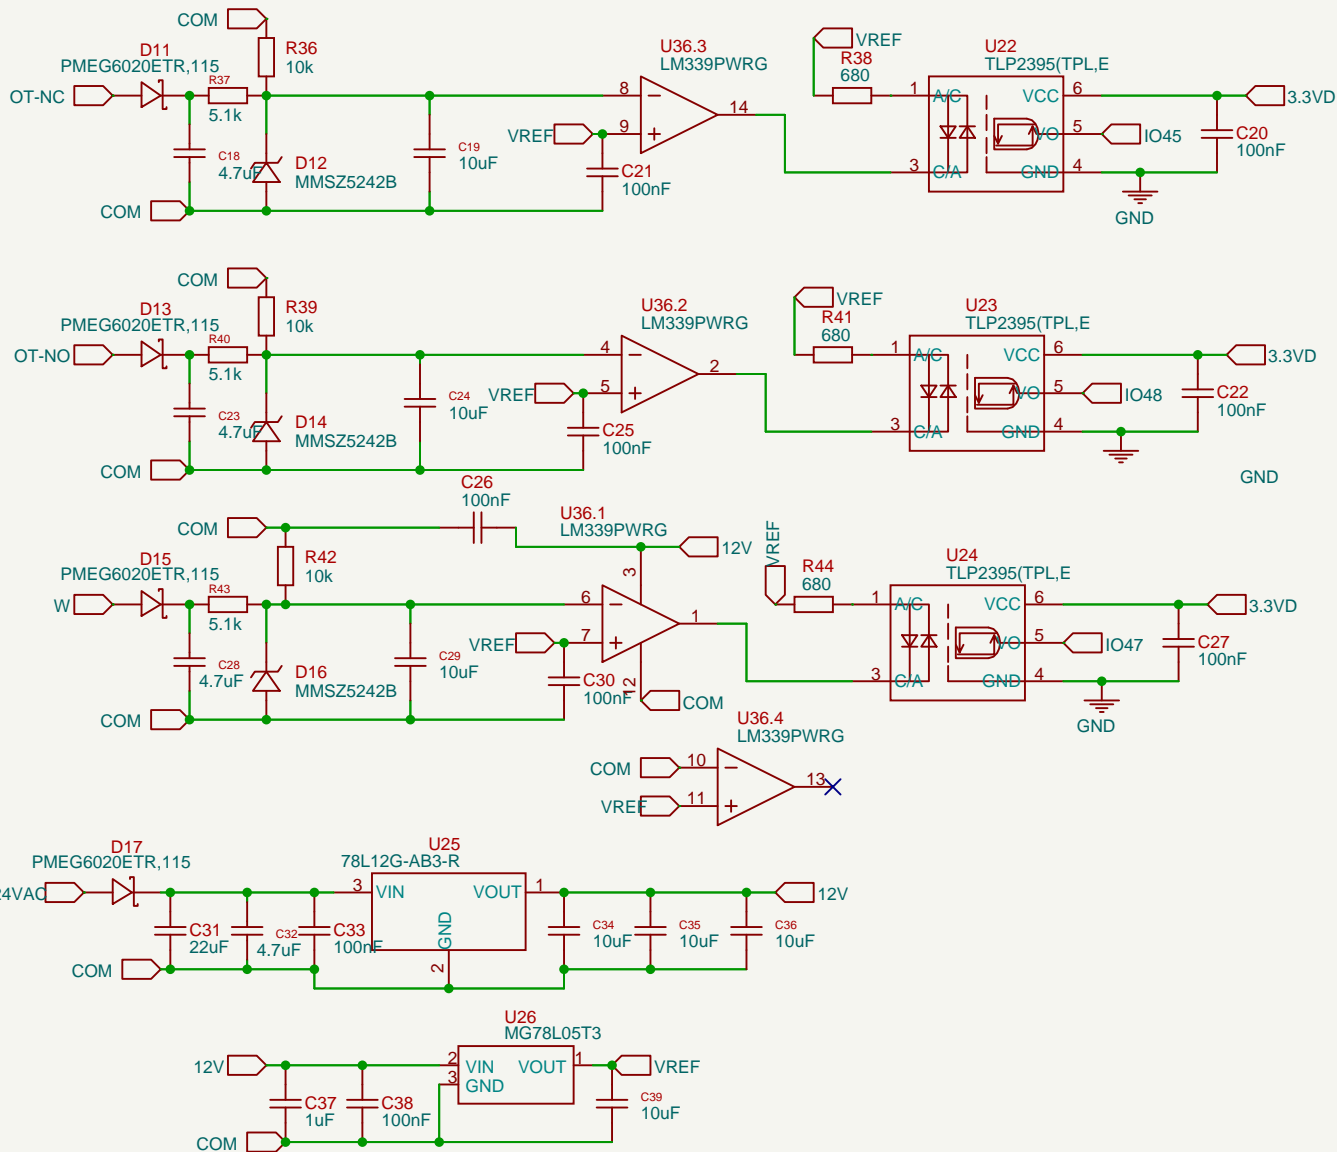 COM
D11
PMEG6020ETR,115
R36
10k
R37
5.1k
OT-NC
C18
4.7uF
D12
MMSZ5242B
COM
C19
10uF
U36.3
LM339PWRG
8
9
14
VREF
C21
100nF
VREF
R38
680
U22
TLP2395(TPL,E
1
A/C
VCC
6
3.3VD
VO
5
IO45
C20
100nF
3
C/A
GND
4
GND
COM
D13
PMEG6020ETR,115
R39
10k
R40
5.1k
OT-NO
C23
4.7uF
D14
MMSZ5242B
COM
C24
10uF
U36.2
LM339PWRG
4
5
2
VREF
C25
100nF
VREF
R41
680
U23
TLP2395(TPL,E
1
A/C
VCC
6
3.3VD
VO
5
IO48
C22
100nF
3
C/A
GND
4
GND
C26
100nF
COM
D15
PMEG6020ETR,115
R42
10k
R43
5.1k
W
C28
4.7uF
D16
MMSZ5242B
COM
C29
10uF
U36.1
LM339PWRG
12V
3
6
7
1
VREF
C30
100nF
12
COM
VREF
R44
680
U24
TLP2395(TPL,E
1
A/C
VCC
6
3.3VD
VO
5
IO47
C27
100nF
3
C/A
GND
4
GND
U36.4
LM339PWRG
COM
10
VREF
11
13
D17
PMEG6020ETR,115
24VAC
C31
22uF
C32
4.7uF
C33
100nF
COM
U25
78L12G-AB3-R
3
VIN
VOUT
1
GND
2
12V
C34
10uF
C35
10uF
C36
10uF
U26
MG78L05T3
12V
2
VIN
VOUT
1
VREF
3
GND
C37
1uF
C38
100nF
C39
10uF
COM